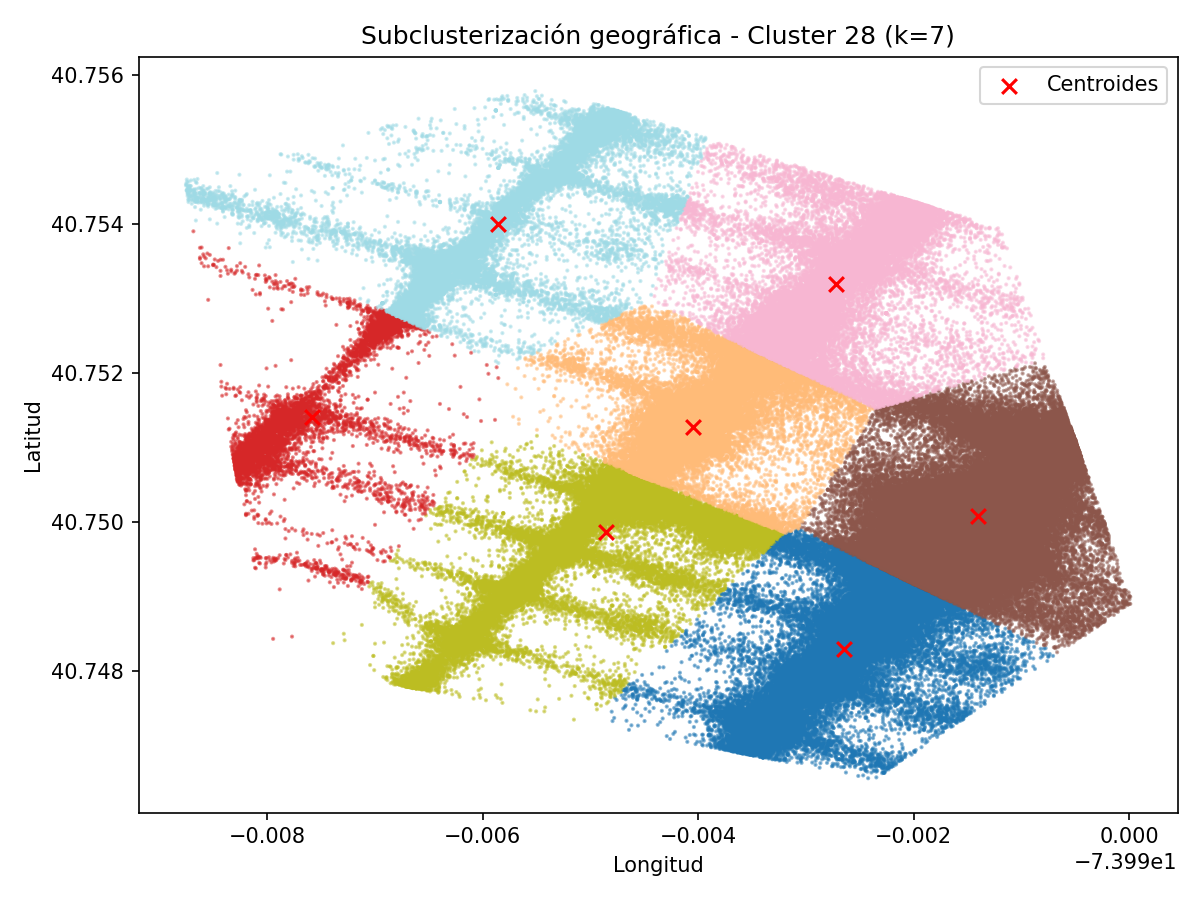 Subclusterización geográfica - Cluster 28 (k=7)
Centroides
40.756
40.754
40.752
40.750
40.748
Latitud
−0.008
−0.006
−0.004
−0.002
0.000
−7.399e1
Longitud